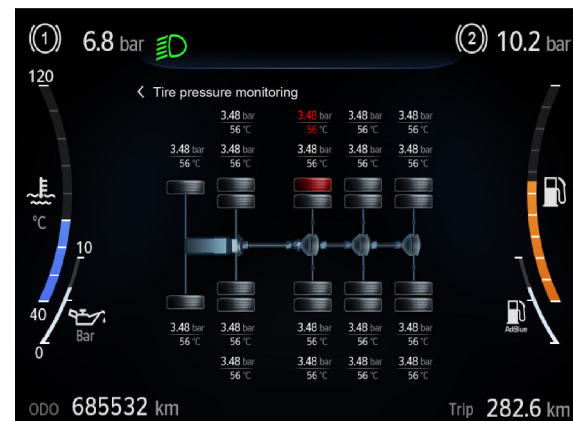 (1) 6.8 bar
(2) 10.2 bar
120
Tire pressure monitoring
3.48 bar 3.48 bar 3.48 bar 3.48 bar
56 °C 56 °C 56 °C 56 °C
3.48 bar 3.48 bar 3.48 bar 3.48 bar 3.48 bar
56 °C 56 °C 56 °C 56 °C 56 °C
°C
10
40
Bar
0
AdBlue
3.48 bar 3.48 bar 3.48 bar 3.48 bar 3.48 bar
56 °C 56 °C 56 °C 56 °C 56 °C
3.48 bar 3.48 bar 3.48 bar 3.48 bar
56 °C 56 °C 56 °C 56 °C
ODO 685532 km
Trip 282.6 km